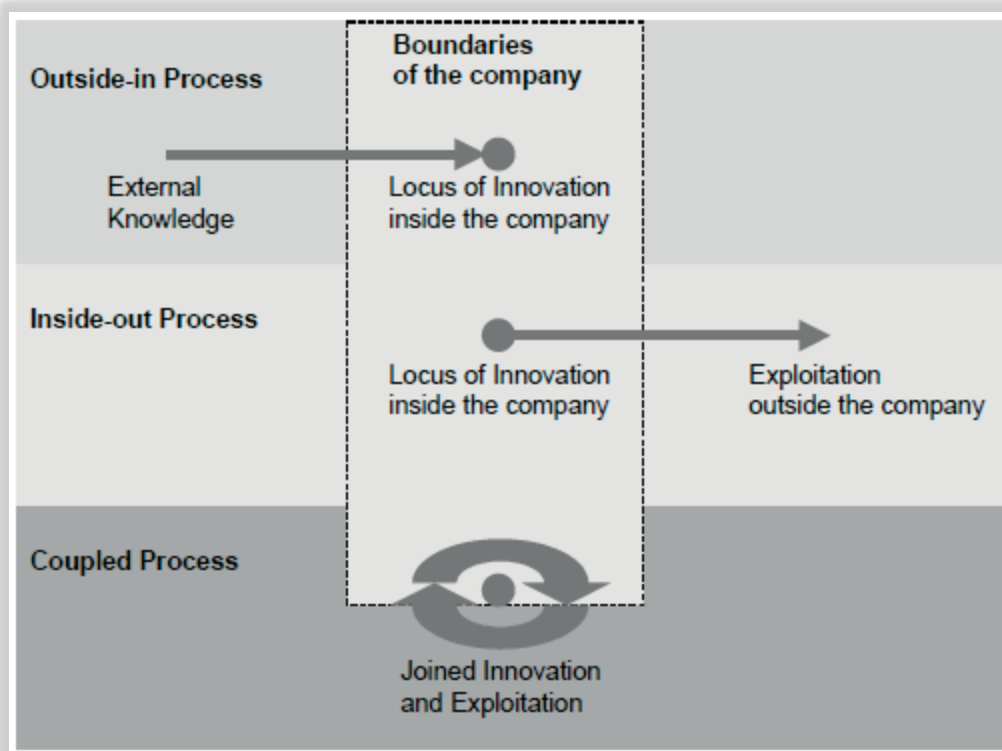 Boundaries
of the company
Outside-in Process
External
Knowledge
Locus of Innovation
inside the company
Inside-out Process
Locus of Innovation
inside the company
Exploitation
outside the company
Coupled Process
Joined Innovation
and Exploitation